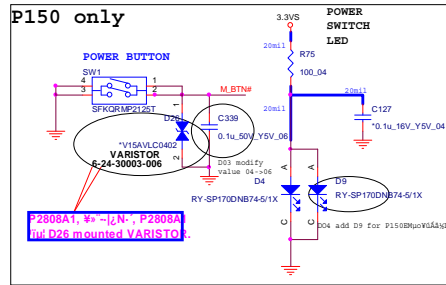 P150 only
POWER
SWITCH
LED
3.3VS
20mil
R75
100_04
POWER BUTTON
SW1
4
3
1
2
SFKQRMP2125T
M_BTN#
20mil
20mil
C127
*0.1u_16V_Y5V_04
1
D26
C339
0.1u_50V_Y5V_06
*V15AVLC0402
VARISTOR
6-24-30003-006
2
D03 modify
value 04->06
D4
RY-SP170DNB74-5/1X
A
C
A
C
D9
RY-SP170DNB74-5/1X
D04 add D9 for P150EM
P2808A1,
P2808A
D26 mounted VARISTOR.